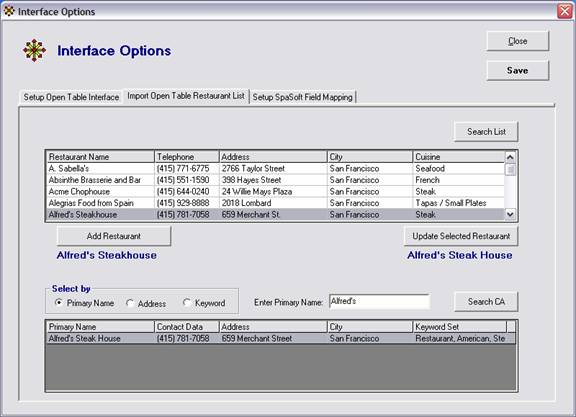 Interface Options
Interface Options
Close
Save
Setup Open Table Interface Import Open Table Restaurant List Setup SpaSoft Field Mapping
Search List
Restaurant Name Telephone Address City Cuisine
A. Sabella's (415) 771-6775 2766 Taylor Street San Francisco Seafood
Absinthe Brasserie and Bar (415) 551-1590 398 Hayes Street San Francisco French
Acme Chophouse (415) 644-0240 24 Willie Mays Plaza San Francisco Steak
Alegrias Food from Spain (415) 929-8888 2018 Lombard San Francisco Tapas / Small Plates
Alfred's Steakhouse (415) 781-7058 659 Merchant St. San Francisco Steak
Add Restaurant Update Selected Restaurant
Alfred's Steakhouse Alfred's Steak House
Select by
Primary Name Address Keyword Enter Primary Name: Alfred's Search CA
Primary Name Contact Data Address City Keyword Set
Alfred's Steak House (415) 781-7058 659 Merchant Street San Francisco Restaurant, American, Ste